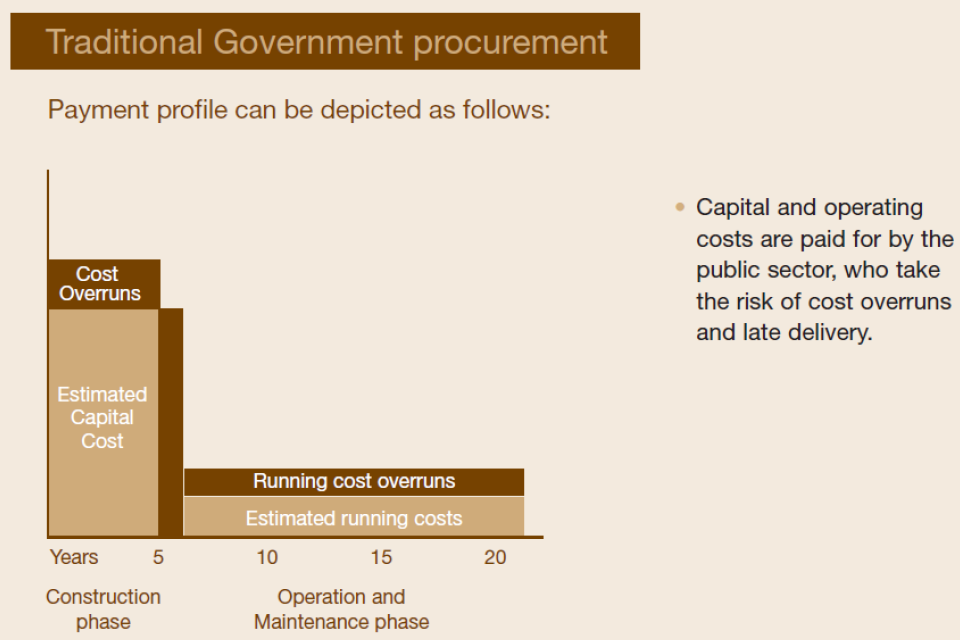 Traditional Government procurement
Payment profile can be depicted as follows:
Cost
Overruns
Estimated
Capital
Cost
Running cost overruns
Estimated running costs
Years 5 10 15 20
Construction
phase
Operation and
Maintenance phase
• Capital and operating
costs are paid for by the
public sector, who take
the risk of cost overruns
and late delivery.